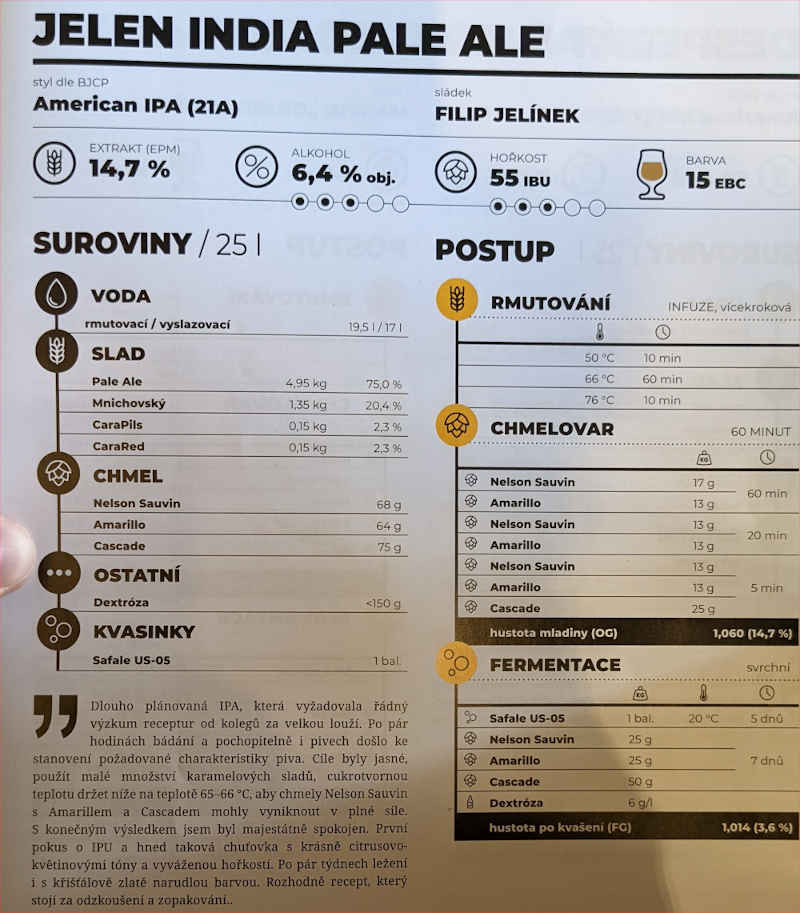 JELEN INDIA PALE ALE
styl dle BJCP
American IPA (21A)
sládek
FILIP JELÍNEK
EXTRAKT (EPM)
14,7 %
ALKOHOL
6,4 % obj.
HOŘKOST
55 IBU
BARVA
15 EBC
SUROVINY / 25 l
VODA
rmutovací / vyslazovací 19,5 l / 17 l
SLAD
Pale Ale 4,95 kg 75,0 %
Mnichovský 1,35 kg 20,4 %
CaraPils 0,15 kg 2,3 %
CaraRed 0,15 kg 2,3 %
CHMEL
Nelson Sauvin 68 g
Amarillo 64 g
Cascade 75 g
OSTATNÍ
Dextróza <150 g
KVASINKY
Safale US-05 1 bal.
Dlouho plánovaná IPA, která vyžadovala řádný
výzkum receptur od kolegů za velkou louží. Po pár
hodinách bádání a pochopitelně i pivech došlo ke
stanovení požadované charakteristiky piva. Cíle byly jasné,
použít malé množství karamelových sladů, cukrotvornou
teplotu držet níže na teplotě 65–66 °C, aby chmely Nelson Sauvin
s Amarillem a Cascadem mohly vyniknout v plné síle.
S konečným výsledkem jsem byl majestátně spokojen. První
pokus o IPU a hned taková chuťovka s krásně citrusovo-
květinovými tóny a vyváženou hořkostí. Po pár týdnech ležení
i s křišťálově zlatě narudlou barvou. Rozhodně recept, který
stojí za odzkoušení a zopakování..
POSTUP
RMUTOVÁNÍ INFUZE, vícekroková
50 °C 10 min
66 °C 60 min
76 °C 10 min
CHMELOVAR 60 MINUT
KG
Nelson Sauvin 17 g
60 min
Amarillo 13 g
Nelson Sauvin 13 g
20 min
Amarillo 13 g
Nelson Sauvin 13 g
Amarillo 13 g 5 min
Cascade 25 g
hustota mladiny (OG) 1,060 (14,7 %)
FERMENTACE svrchní
KG
Safale US-05 1 bal. 20 °C 5 dnů
Nelson Sauvin 25 g
Amarillo 25 g 7 dnů
Cascade 50 g
Dextróza 6 g/l
hustota po kvašení (FG) 1,014 (3,6 %)